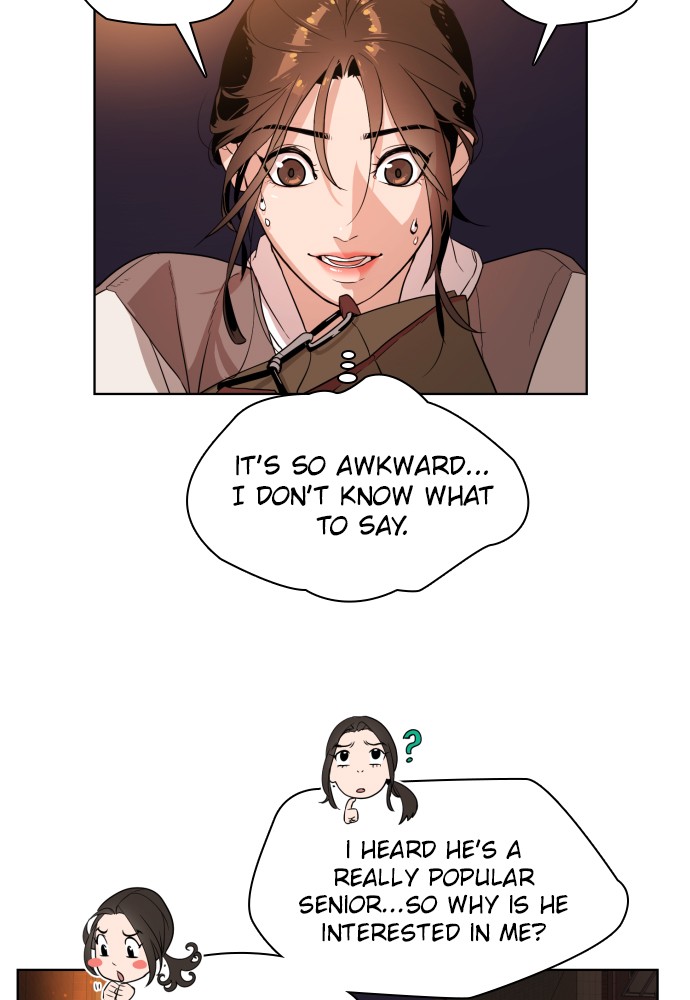 IT'S SO AWKWARD...
I DON'T KNOW WHAT
TO SAY.
?
I HEARD HE'S A
REALLY POPULAR
SENIOR...SO WHY IS HE
INTERESTED IN ME?